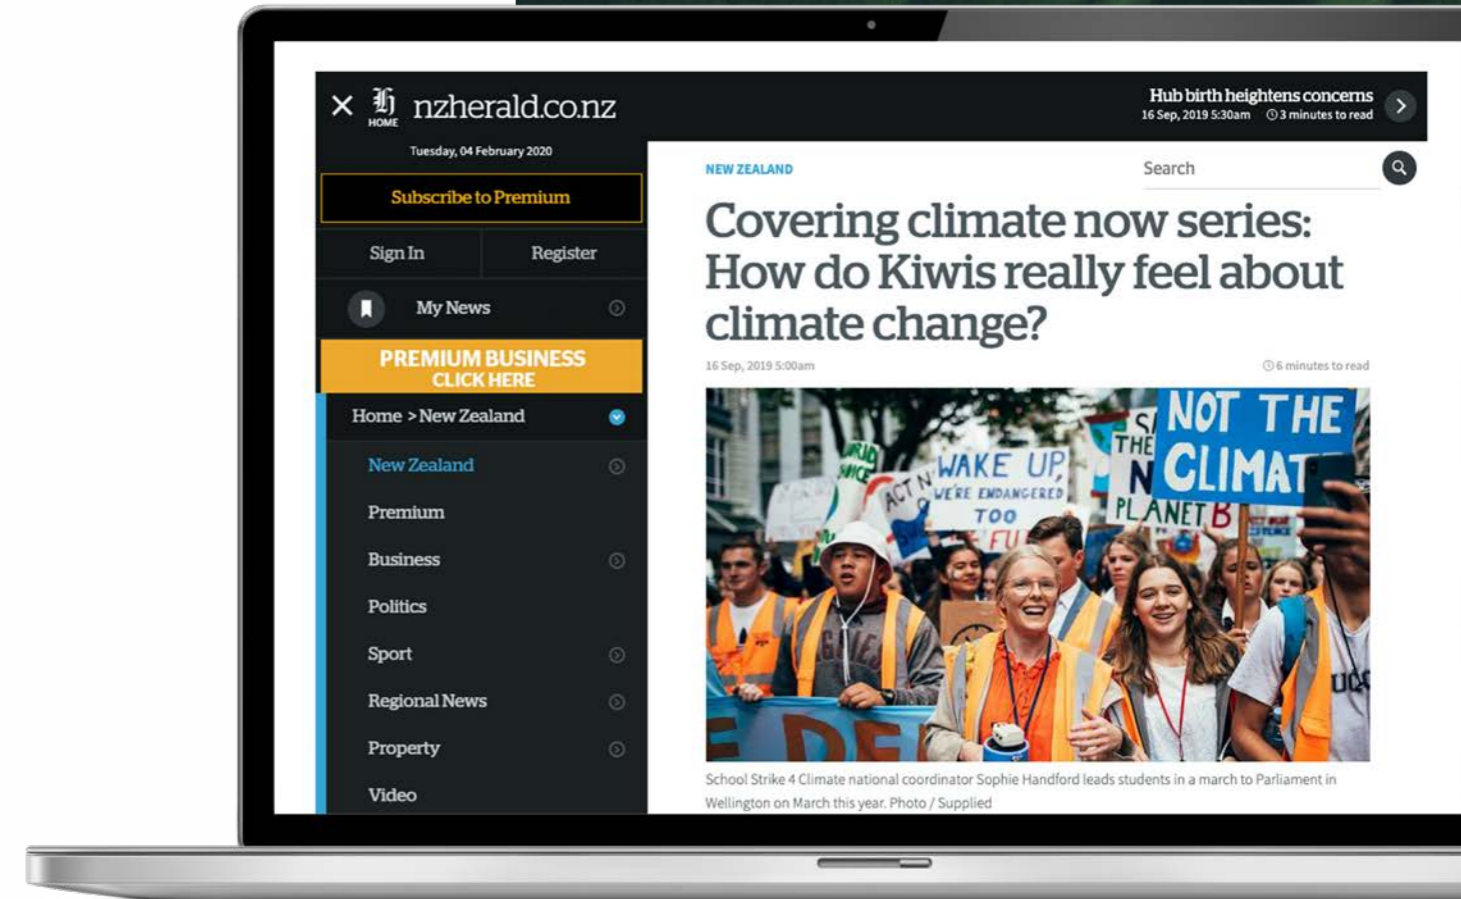 nzherald.co.nz
HOME
Hub birth heightens concerns
16 Sep, 2019 5:30am 3 minutes to read
Tuesday, 04 February 2020
Subscribe to Premium
Sign In Register
My News
PREMIUM BUSINESS
CLICK HERE
Home > New Zealand
New Zealand
Premium
Business
Politics
Sport
Regional News
Property
Video
NEW ZEALAND
Search
Covering climate now series:
How do Kiwis really feel about
climate change?
16 Sep, 2019 5:00am
6 minutes to read
NOT THE
CLIMAT
WAKE UP,
WE'RE ENDANGERED
TOO
ACT N
THE
N
PLANET B
FU
DE
School Strike 4 Climate national coordinator Sophie Handford leads students in a march to Parliament in
Wellington on March this year. Photo / Supplied